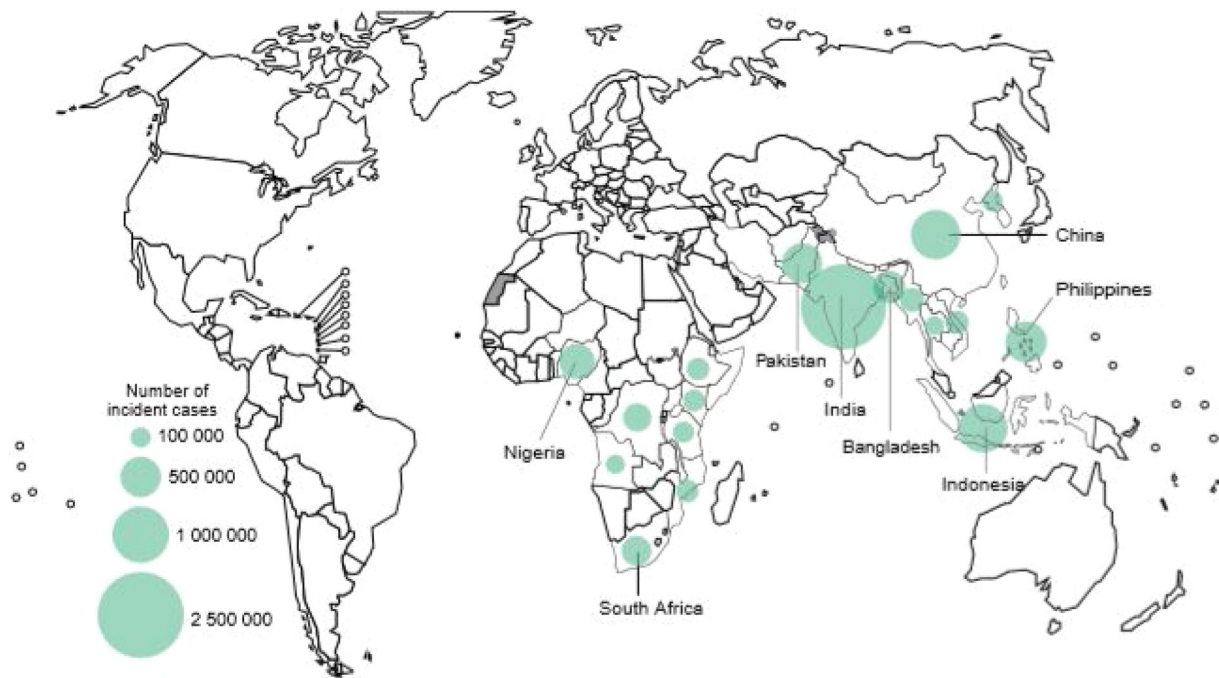 China
Philippines
Pakistan
India
Bangladesh
Nigeria
Indonesia
South Africa
Number of
incident cases
100 000
500 000
1 000 000
2 500 000